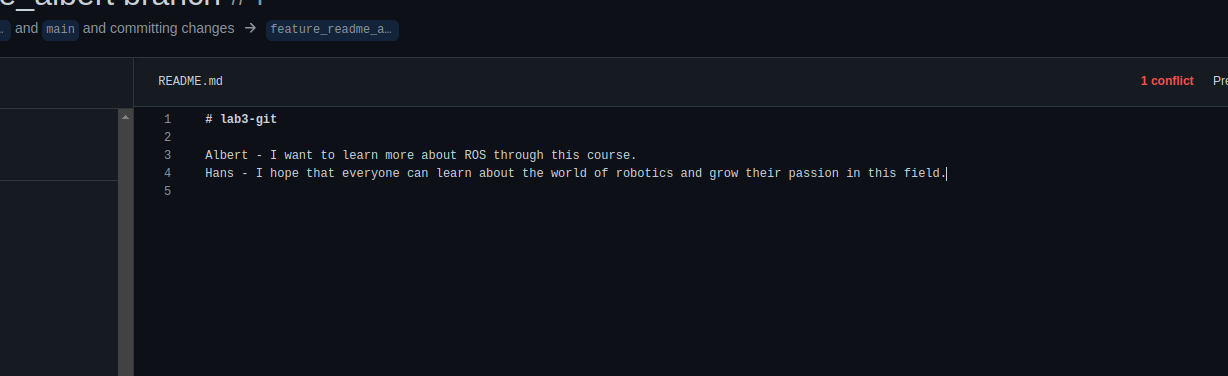 e_albert branch #
… and main and committing changes → feature_readme_a…
README.md
1 conflict
1 # lab3-git
2
3 Albert - I want to learn more about ROS through this course.
4 Hans - I hope that everyone can learn about the world of robotics and grow their passion in this field.
5